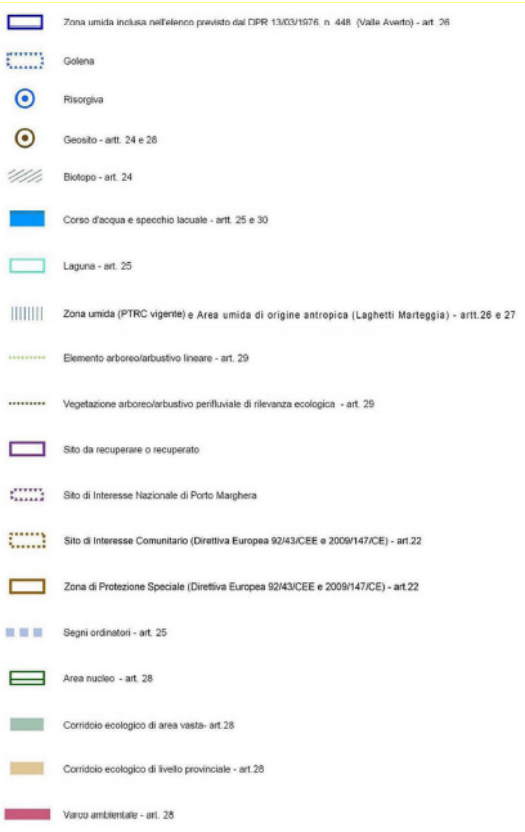 Zona umida inclusa nell'elenco previsto dal DPR 13/03/1976, n. 448 (Valle Averto) - art. 26
Golena
Risorgiva
Geosito - artt. 24 e 28
Biotopo - art. 24
Corso d'acqua e specchio lacuale - artt. 25 e 30
Laguna - art. 25
Zona umida (PTRC vigente) e Area umida di origine antropica (Laghetti Marteggia) - artt.26 e 27
Elemento arboreo/arbustivo lineare - art. 29
Vegetazione arboreo/arbustivo perifluviale di rilevanza ecologica - art. 29
Sito da recuperare o recuperato
Sito di Interesse Nazionale di Porto Marghera
Sito di Interesse Comunitario (Direttiva Europea 92/43/CEE e 2009/147/CE) - art.22
Zona di Protezione Speciale (Direttiva Europea 92/43/CEE e 2009/147/CE) - art.22
Segni ordinatori - art. 25
Area nucleo - art. 28
Corridoio ecologico di area vasta- art.28
Corridoio ecologico di livello provinciale - art.28
Varco ambientale - art. 28